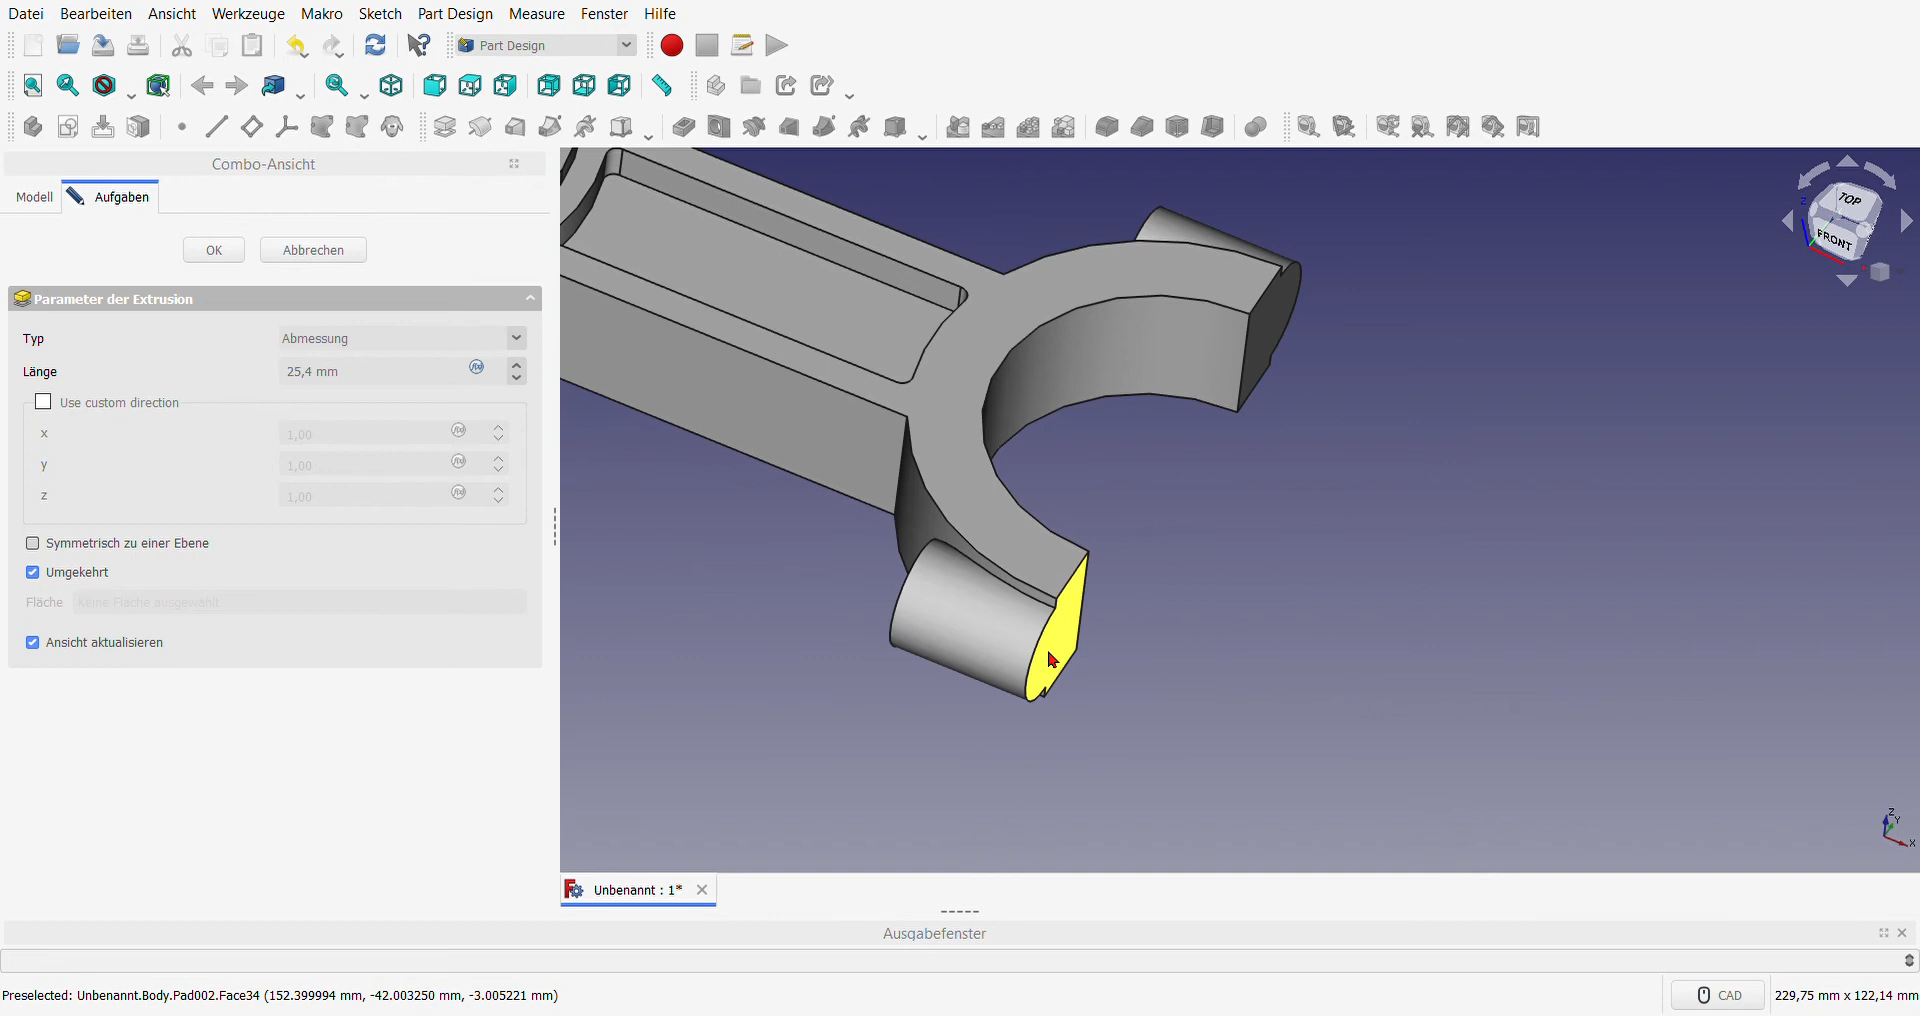 Datei Bearbeiten Ansicht Werkzeuge Makro Sketch Part Design Measure Fenster Hilfe
Part Design
Combo-Ansicht
Modell Aufgaben
OK Abbrechen
Parameter der Extrusion
Typ Abmessung
Länge 25,4 mm
Use custom direction
x 1,00
y 1,00
z 1,00
Symmetrisch zu einer Ebene
Umgekehrt
Fläche Keine Fläche ausgewählt
Ansicht aktualisieren
TOP
FRONT
Z
Z
Y
X
Unbenannt : 1*
Ausgabefenster
Preselected: Unbenannt.Body.Pad002.Face34 (152.399994 mm, -42.003250 mm, -3.005221 mm)
CAD
229,75 mm x 122,14 mm